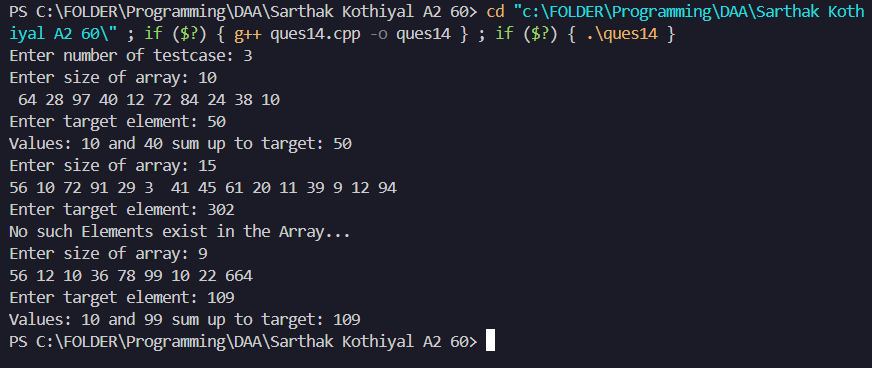 PS C:\FOLDER\Programming\DAA\Sarthak Kothiyal A2 60> cd "c:\FOLDER\Programming\DAA\Sarthak Koth
iyal A2 60\" ; if ($?) { g++ ques14.cpp -o ques14 } ; if ($?) { .\ques14 }
Enter number of testcase: 3
Enter size of array: 10
 64 28 97 40 12 72 84 24 38 10
Enter target element: 50
Values: 10 and 40 sum up to target: 50
Enter size of array: 15
56 10 72 91 29 3  41 45 61 20 11 39 9 12 94
Enter target element: 302
No such Elements exist in the Array...
Enter size of array: 9
56 12 10 36 78 99 10 22 664
Enter target element: 109
Values: 10 and 99 sum up to target: 109
PS C:\FOLDER\Programming\DAA\Sarthak Kothiyal A2 60>